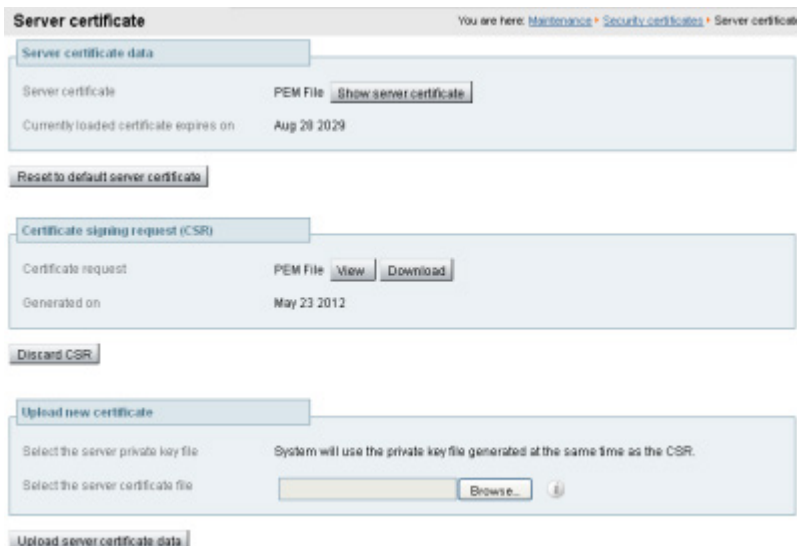 Server certificate You are here: Maintenance Security certificates Server certificate
Server certificate data
Server certificate PEM File Show server certificate
Currently loaded certificate expires on Aug 28 2029
Reset to default server certificate
Certificate signing request (CSR)
Certificate request PEM File View Download
Generated on May 23 2012
Discard CSR
Upload new certificate
Select the server private key file System will use the private key file generated at the same time as the CSR.
Select the server certificate file Browse... i
Upload server certificate data